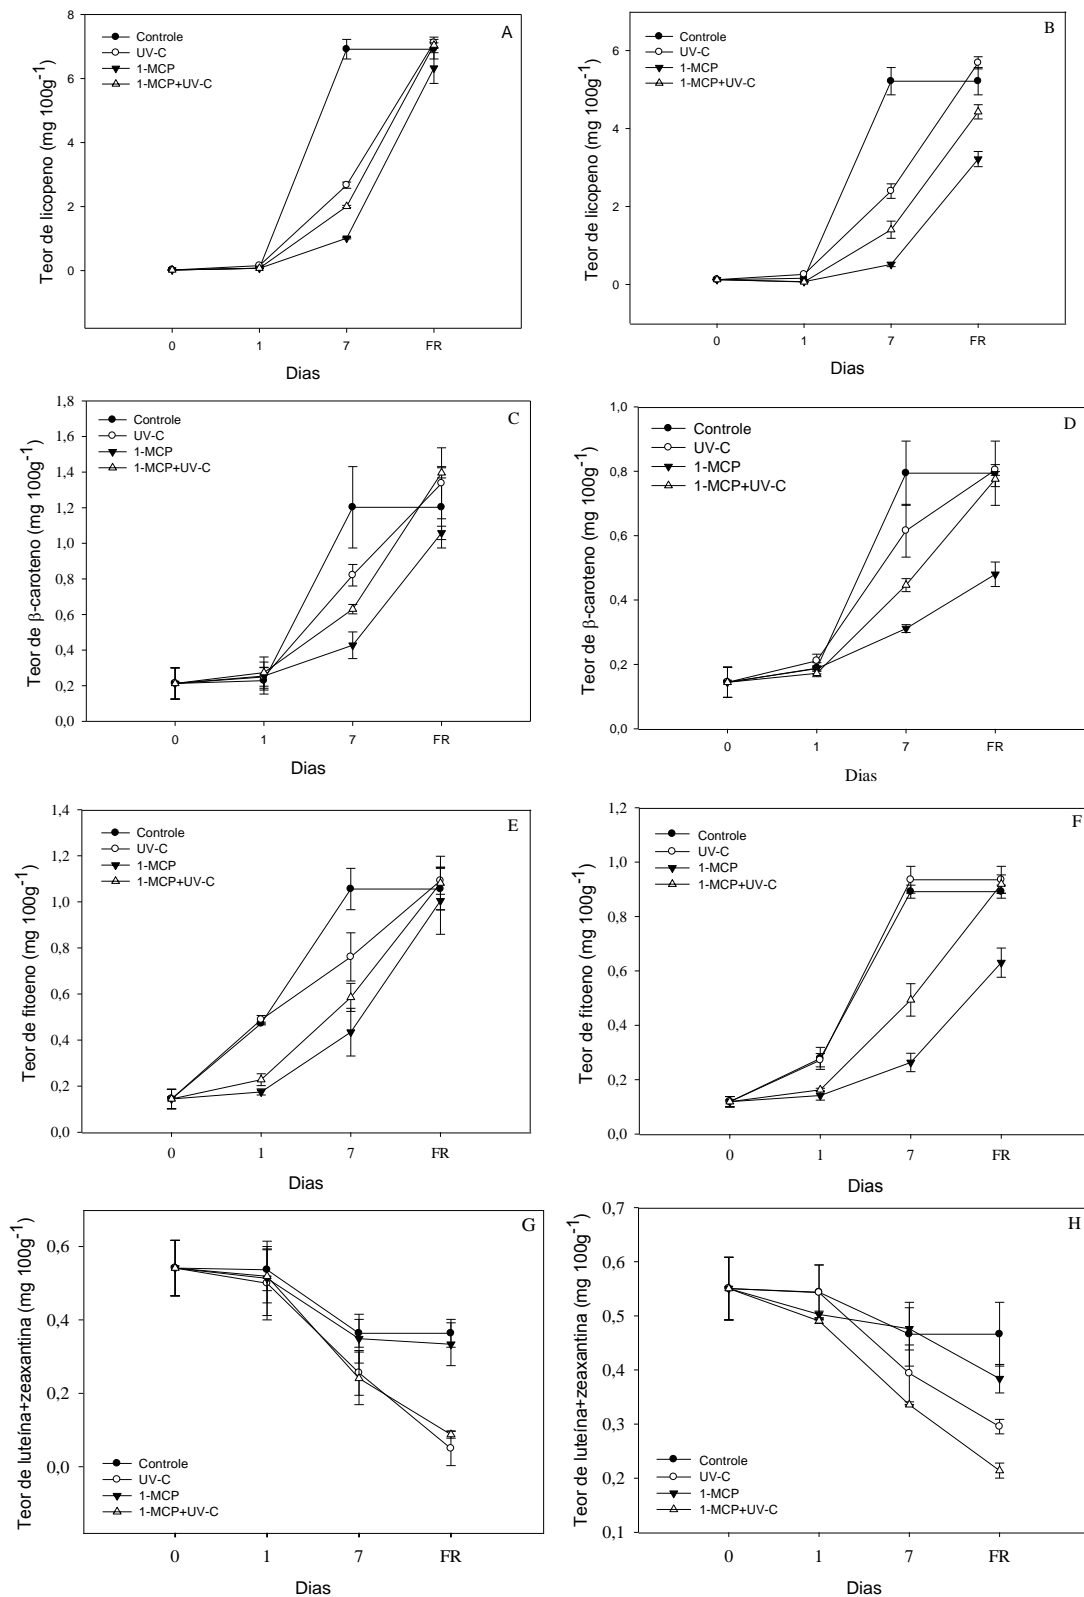 A
Controle
UV-C
1-MCP
1-MCP+UV-C
Teor de licopeno (mg 100g-1)
8
6
4
2
0
0 1 7 FR
Dias
B
Controle
UV-C
1-MCP
1-MCP+UV-C
Teor de licopeno (mg 100g-1)
6
4
2
0
0 1 7 FR
Dias
C
Controle
UV-C
1-MCP
1-MCP+UV-C
Teor de β-caroteno (mg 100g-1)
1,8
1,6
1,4
1,2
1,0
0,8
0,6
0,4
0,2
0,0
0 1 7 FR
Dias
D
Controle
UV-C
1-MCP
1-MCP+UV-C
Teor de β-caroteno (mg 100g-1)
1,0
0,8
0,6
0,4
0,2
0,0
0 1 7 FR
Dias
E
Controle
UV-C
1-MCP
1-MCP+UV-C
Teor de fitoeno (mg 100g-1)
1,4
1,2
1,0
0,8
0,6
0,4
0,2
0,0
0 1 7 FR
Dias
F
Controle
UV-C
1-MCP
1-MCP+UV-C
Teor de fitoeno (mg 100g-1)
1,2
1,0
0,8
0,6
0,4
0,2
0,0
0 1 7 FR
Dias
G
Teor de luteína+zeaxantina (mg 100g-1)
0,6
0,4
0,2
0,0
Controle
UV-C
1-MCP
1-MCP+UV-C
0 1 7 FR
Dias
H
Teor de luteína+zeaxantina (mg 100g-1)
0,7
0,6
0,5
0,4
0,3
0,2
0,1
Controle
UV-C
1-MCP
1-MCP+UV-C
0 1 7 FR
Dias